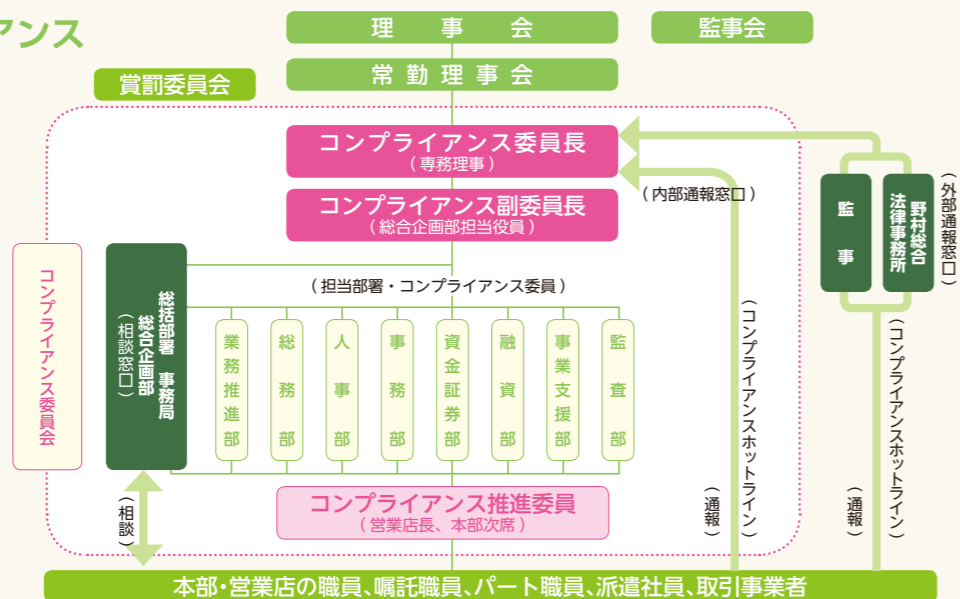 アンス
理事会
監事会
常勤理事会
賞罰委員会
コンプライアンス委員長
（専務理事）
コンプライアンス副委員長
（総合企画部担当役員）
（内部通報窓口）
監事
野村総合
法律事務所
（外部通報窓口）
コンプライアンス委員会
総括部署　事務局
総合企画部
（相談窓口）
（担当部署・コンプライアンス委員）
業務推進部
総務部
人事部
事務部
資金証券部
融資部
事業支援部
監査部
（コンプライアンスホットライン）
（通報）
（コンプライアンスホットライン）
（通報）
コンプライアンス推進委員
（営業店長、本部次席）
（相談）
本部・営業店の職員、嘱託職員、パート職員、派遣社員、取引事業者